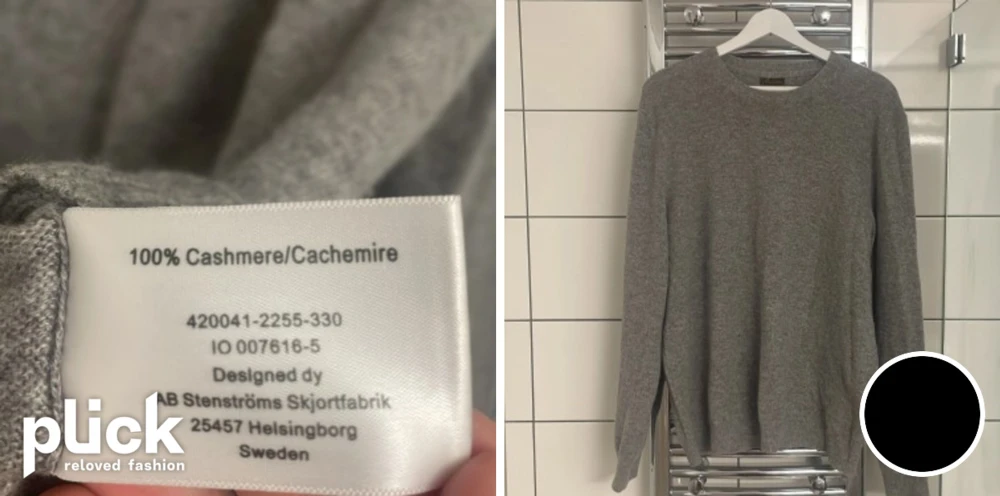 100% Cashmere/Cachemire
420041-2255-330
IO 007616-5
Designed dy
AB Stenströms Skjortfabrik
25457 Helsingborg
Sweden
plick
reloved fashion